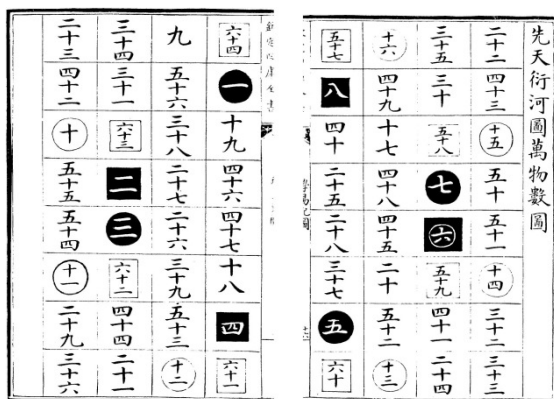 先天衍河圖萬物數圖
二十二
四十三
十五
五十
五十一
十四
三十二
三十三
三十五
三十
五十八
七
六
五十九
四十一
二十四
十六
四十九
十七
四十八
四十五
二十
五十二
十三
五十七
八
四十
二十五
二十八
三十七
五
六十
欽定四庫全書
六十四
一
十九
四十六
四十七
十八
四
六十一
九
五十六
三十八
二十七
二十六
三十九
五十三
十二
三十四
三十一
六十三
二
三
六十二
四十四
二十一
二十三
四十二
十
五十五
五十四
十一
二十九
三十六